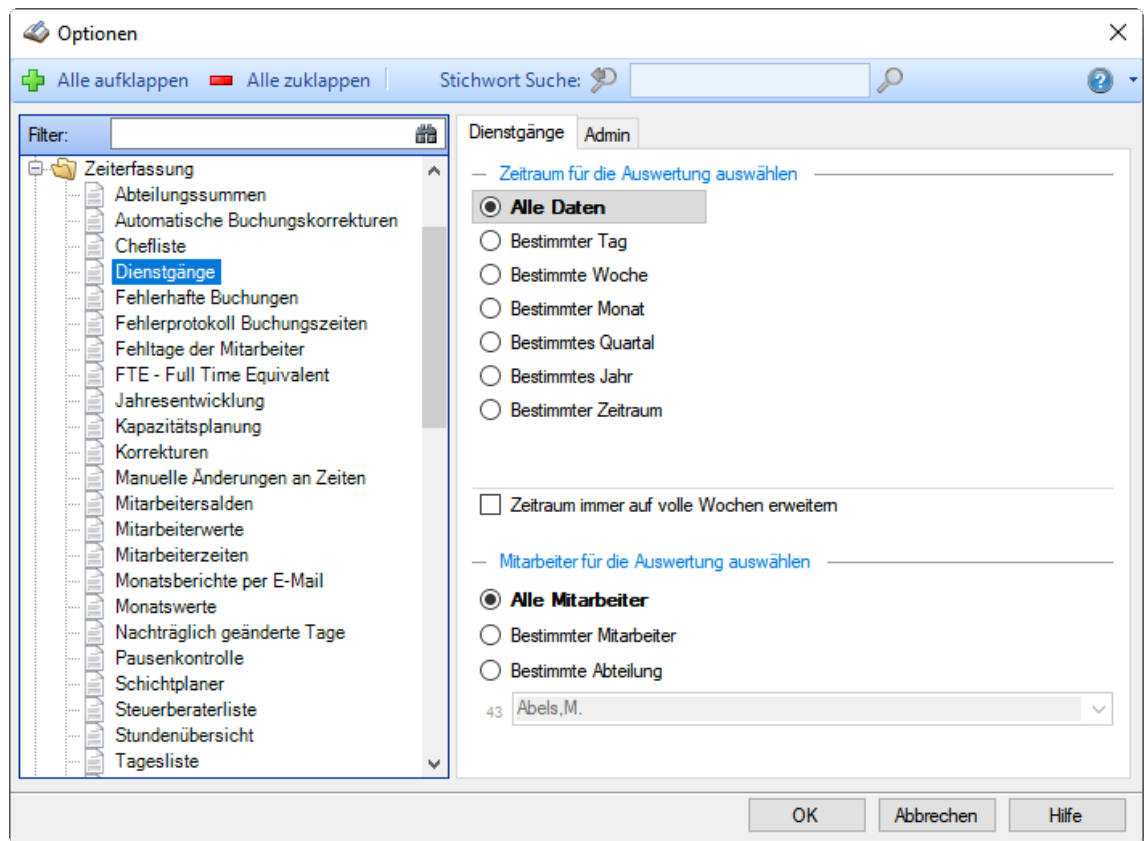 Optionen
Alle aufklappen Alle zuklappen Stichwort Suche:
Filter:
Zeiterfassung
Abteilungssummen
Automatische Buchungskorrekturen
Chefliste
Dienstgänge
Fehlerhafte Buchungen
Fehlerprotokoll Buchungszeiten
Fehltage der Mitarbeiter
FTE - Full Time Equivalent
Jahresentwicklung
Kapazitätsplanung
Korrekturen
Manuelle Änderungen an Zeiten
Mitarbeitersalden
Mitarbeiterwerte
Mitarbeiterzeiten
Monatsberichte per E-Mail
Monatswerte
Nachträglich geänderte Tage
Pausenkontrolle
Schichtplaner
Steuerberaterliste
Stundenübersicht
Tagesliste
Dienstgänge Admin
Zeitraum für die Auswertung auswählen
Alle Daten
Bestimmter Tag
Bestimmte Woche
Bestimmter Monat
Bestimmtes Quartal
Bestimmtes Jahr
Bestimmter Zeitraum
Zeitraum immer auf volle Wochen erweitern
Mitarbeiter für die Auswertung auswählen
Alle Mitarbeiter
Bestimmter Mitarbeiter
Bestimmte Abteilung
43 Abels,M.
OK Abbrechen Hilfe